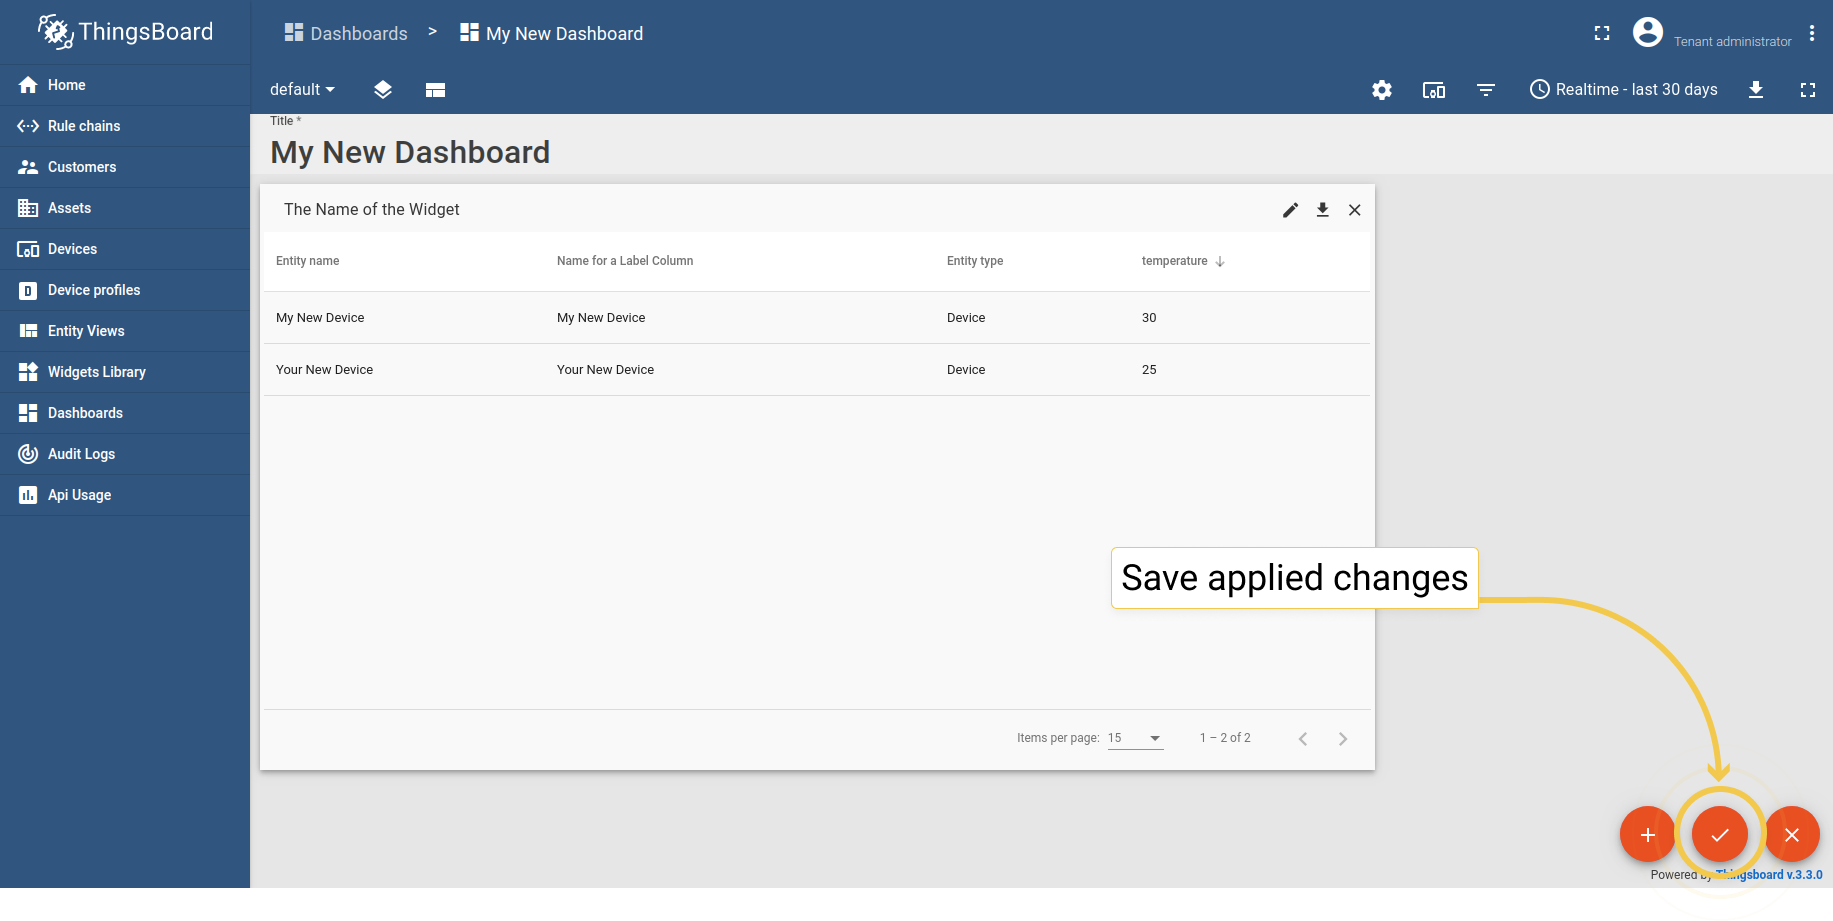 ThingsBoard
Dashboards > My New Dashboard
Tenant administrator
Home
Rule chains
Customers
Assets
Devices
Device profiles
Entity Views
Widgets Library
Dashboards
Audit Logs
Api Usage
default
Realtime - last 30 days
Title *
My New Dashboard
The Name of the Widget
Entity name Name for a Label Column Entity type temperature
My New Device My New Device Device 30
Your New Device Your New Device Device 25
Save applied changes
Items per page: 15 1 – 2 of 2
Powered by Thingsboard v.3.3.0